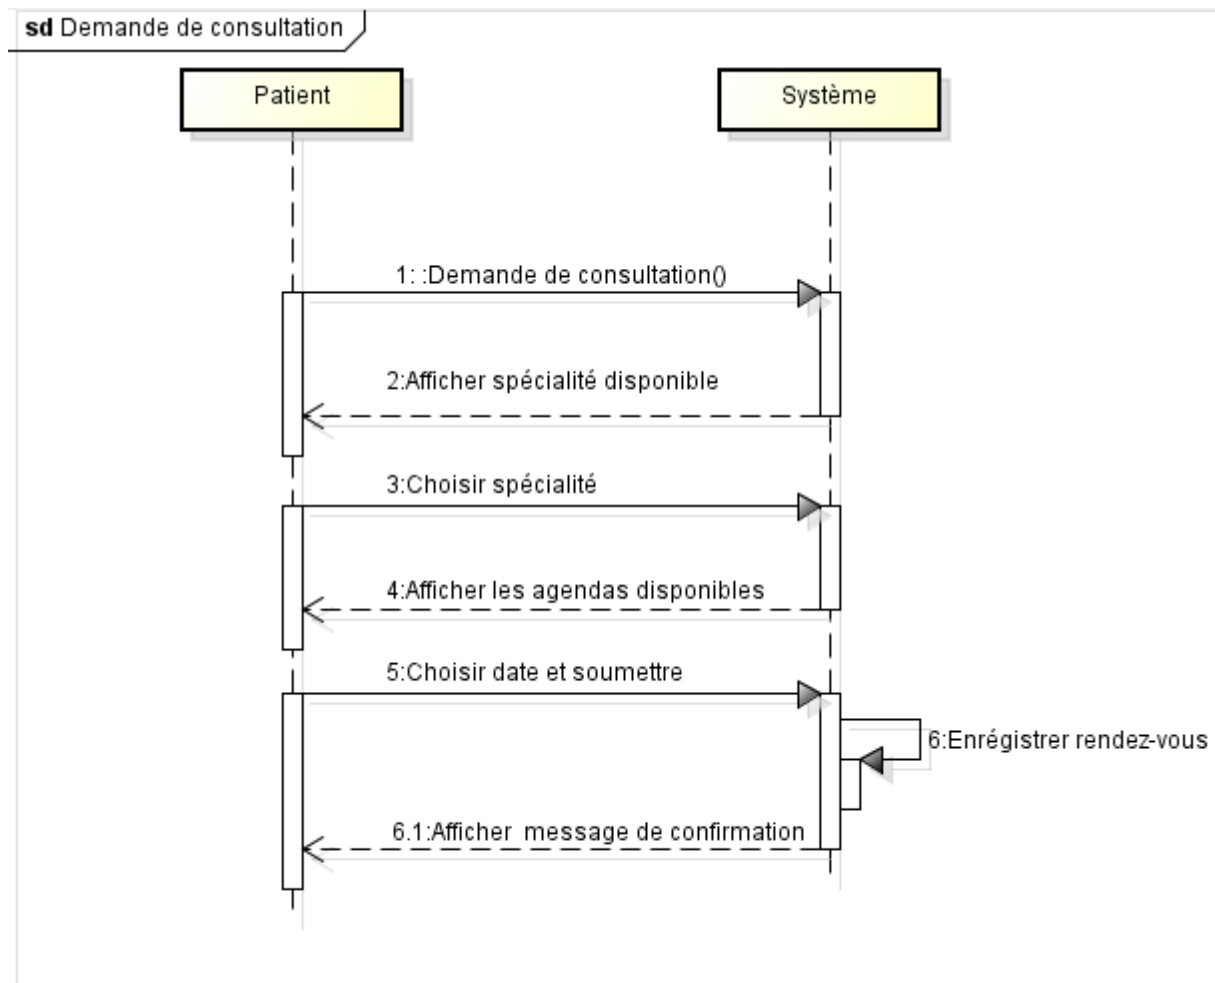 sd Demande de consultation
Patient
Système
1: :Demande de consultation()
2:Afficher spécialité disponible
3:Choisir spécialité
4:Afficher les agendas disponibles
5:Choisir date et soumettre
6:Enrégistrer rendez-vous
6.1:Afficher  message de confirmation